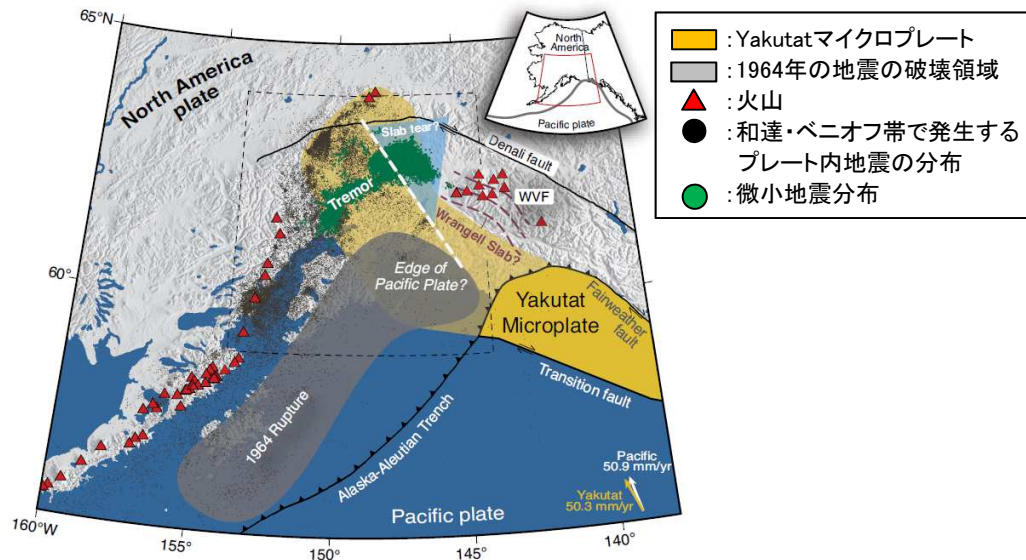 65°N
North America
plate
North
America
Pacific plate
Slab tear?
Denali fault
Tremor
WVF
Wrangell Slab?
60°
Edge of
Pacific Plate?
Yakutat
Microplate
Fairweather
fault
Transition fault
1964 Rupture
Alaska-Aleutian Trench
Pacific
50.9 mm/yr
Yakutat
50.3 mm/yr
Pacific plate
160°W
155°
150°
145°
140°
:Yakutatマイクロプレート
:1964年の地震の破壊領域
:火山
:和達・ベニオフ帯で発生する
プレート内地震の分布
:微小地震分布